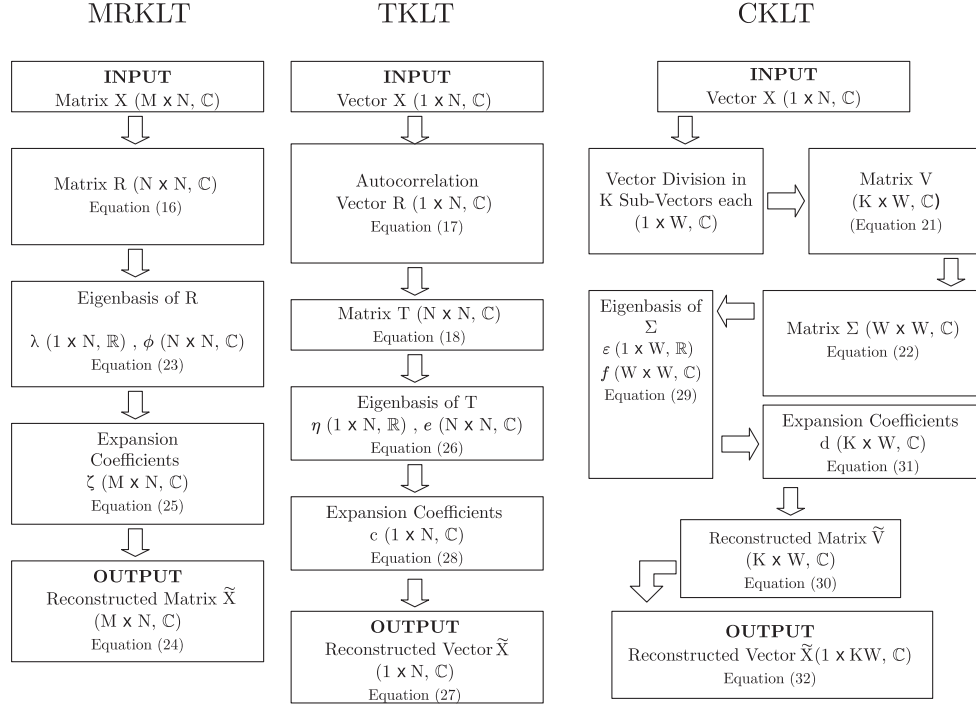 MRKLT
INPUT
Matrix X (M x N, ℂ)
Matrix R (N x N, ℂ)
Equation (16)
Eigenbasis of R
λ (1 x N, ℝ) , ϕ (N x N, ℂ)
Equation (23)
Expansion
Coefficients
ζ (M x N, ℂ)
Equation (25)
OUTPUT
Reconstructed Matrix X̃
(M x N, ℂ)
Equation (24)
TKLT
INPUT
Vector X (1 x N, ℂ)
Autocorrelation
Vector R (1 x N, ℂ)
Equation (17)
Matrix T (N x N, ℂ)
Equation (18)
Eigenbasis of T
η (1 x N, ℝ) , e (N x N, ℂ)
Equation (26)
Expansion Coefficients
c (1 x N, ℂ)
Equation (28)
OUTPUT
Reconstructed Vector X̃
(1 x N, ℂ)
Equation (27)
CKLT
INPUT
Vector X (1 x N, ℂ)
Vector Division in
K Sub-Vectors each
(1 x W, ℂ)
Matrix V
(K x W, ℂ)
(Equation 21)
Matrix Σ (W x W, ℂ)
Equation (22)
Eigenbasis of
Σ
ε (1 x W, ℝ)
f (W x W, ℂ)
Equation (29)
Expansion Coefficients
d (K x W, ℂ)
Equation (31)
Reconstructed Matrix Ṽ
(K x W, ℂ)
Equation (30)
OUTPUT
Reconstructed Vector X̃(1 x KW, ℂ)
Equation (32)